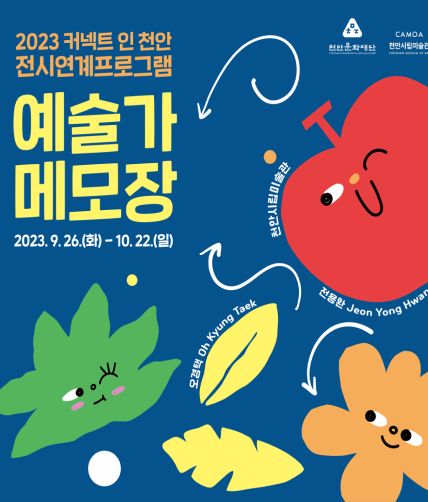 2023 커넥트 인 천안
전시연계프로그램
예술가
메모장
2023. 9. 26.(화) – 10. 22.(일)
천안문화재단
CAMOA
천안시립미술관
천안시립미술관
전용환 Jeon Yong Hwan
오경택 Oh Kyung Taek